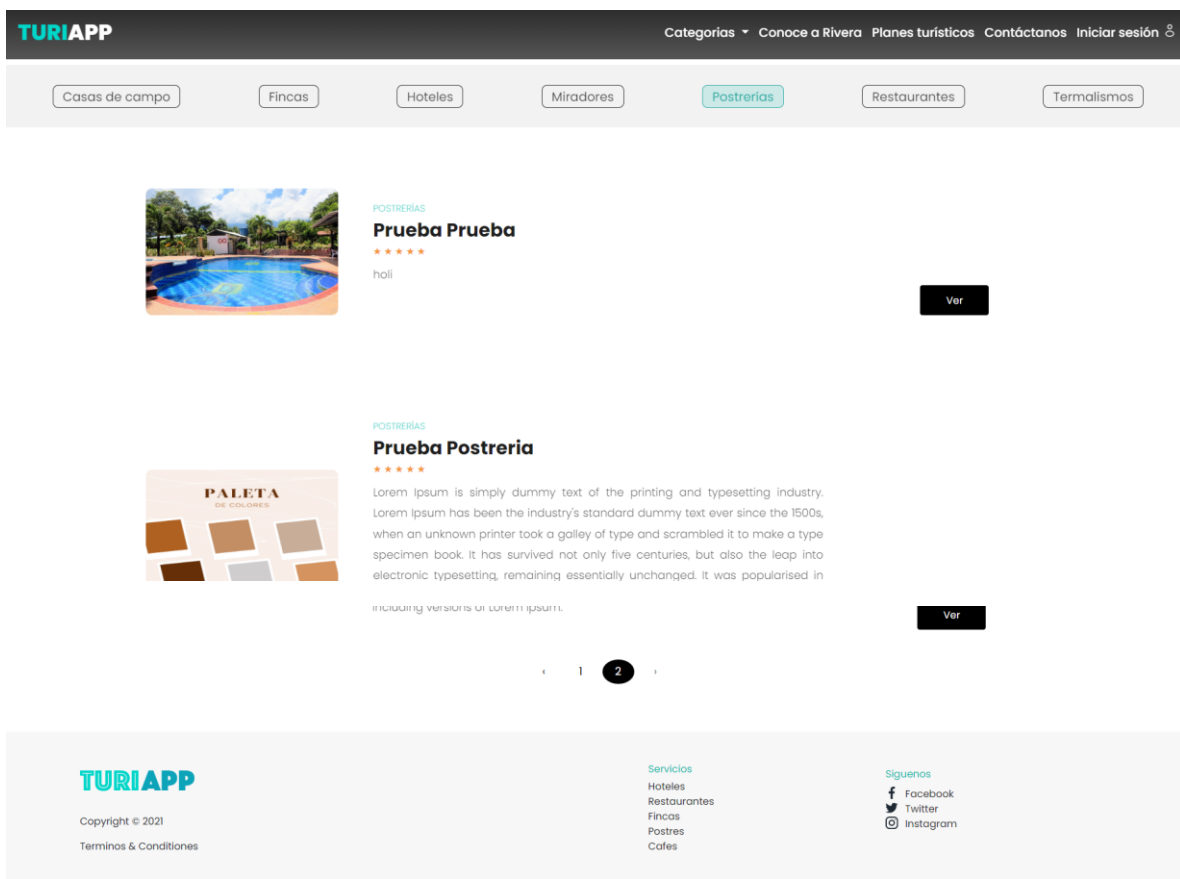 TURIAPP
Categorias Conoce a Rivera Planes turísticos Contáctanos Iniciar sesión
Casas de campo Fincas Hoteles Miradores Postrerías Restaurantes Termalismos
POSTRERÍAS
Prueba Prueba
holi
Ver
POSTRERÍAS
Prueba Postreria
PALETA
DE COLORES
Lorem Ipsum is simply dummy text of the printing and typesetting industry.
Lorem Ipsum has been the industry's standard dummy text ever since the 1500s,
when an unknown printer took a galley of type and scrambled it to make a type
specimen book. It has survived not only five centuries, but also the leap into
electronic typesetting, remaining essentially unchanged. It was popularised in
including versions of Lorem Ipsum.
Ver
‹ 1 2 ›
TURIAPP
Copyright © 2021
Terminos & Conditiones
Servicios
Hoteles
Restaurantes
Fincas
Postres
Cafes
Siguenos
Facebook
Twitter
Instagram